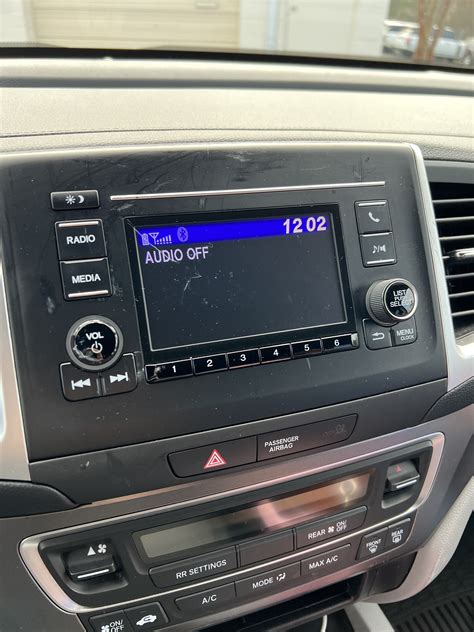 12 02
AUDIO OFF
RADIO
MEDIA
VOL
LIST/
PUSH
SELECT
MENU
CLOCK
1 2 3 4 5 6
PASSENGER
AIRBAG
RR SETTINGS
REAR ON/OFF
A/C
MODE
MAX A/C
FRONT
REAR